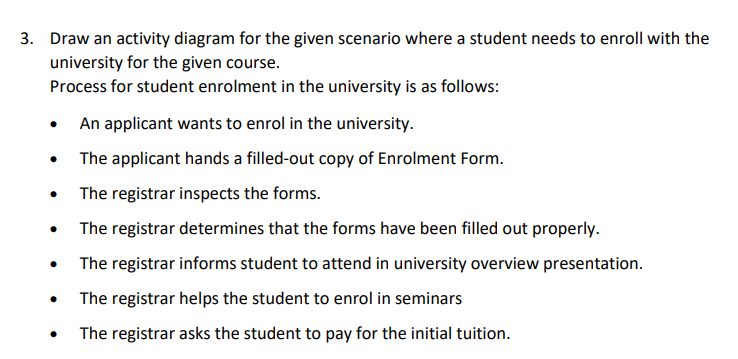 3. Draw an activity diagram for the given scenario where a student needs to enroll with the
university for the given course.
Process for student enrolment in the university is as follows:
• An applicant wants to enrol in the university.
• The applicant hands a filled-out copy of Enrolment Form.
• The registrar inspects the forms.
• The registrar determines that the forms have been filled out properly.
• The registrar informs student to attend in university overview presentation.
• The registrar helps the student to enrol in seminars
• The registrar asks the student to pay for the initial tuition.